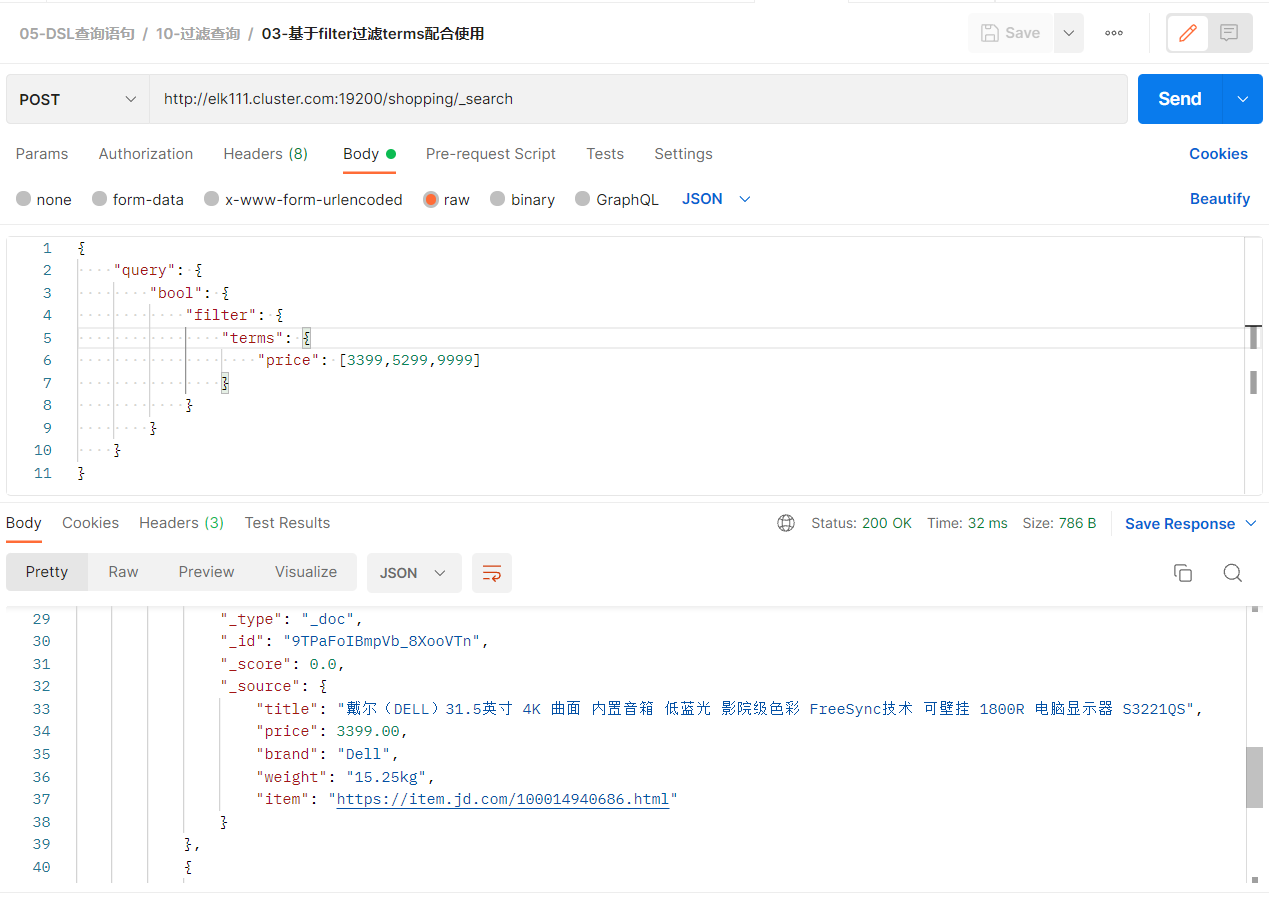 05-DSL查询语句 / 10-过滤查询 / 03-基于filter过滤terms配合使用
Save
POST
http://elk111.cluster.com:19200/shopping/_search
Send
Params Authorization Headers (8) Body Pre-request Script Tests Settings Cookies
none form-data x-www-form-urlencoded raw binary GraphQL JSON Beautify
1 {
2 "query": {
3 "bool": {
4 "filter": {
5 "terms": {
6 "price": [3399,5299,9999]
7 }
8 }
9 }
10 }
11 }
Body Cookies Headers (3) Test Results Status: 200 OK Time: 32 ms Size: 786 B Save Response
Pretty Raw Preview Visualize JSON
29 "_type": "_doc",
30 "_id": "9TPaFoIBmpVb_8XooVTn",
31 "_score": 0.0,
32 "_source": {
33 "title": "戴尔（DELL）31.5英寸 4K 曲面 内置音箱 低蓝光 影院级色彩 FreeSync技术 可壁挂 1800R 电脑显示器 S3221QS",
34 "price": 3399.00,
35 "brand": "Dell",
36 "weight": "15.25kg",
37 "item": "https://item.jd.com/100014940686.html"
38 }
39 },
40 {